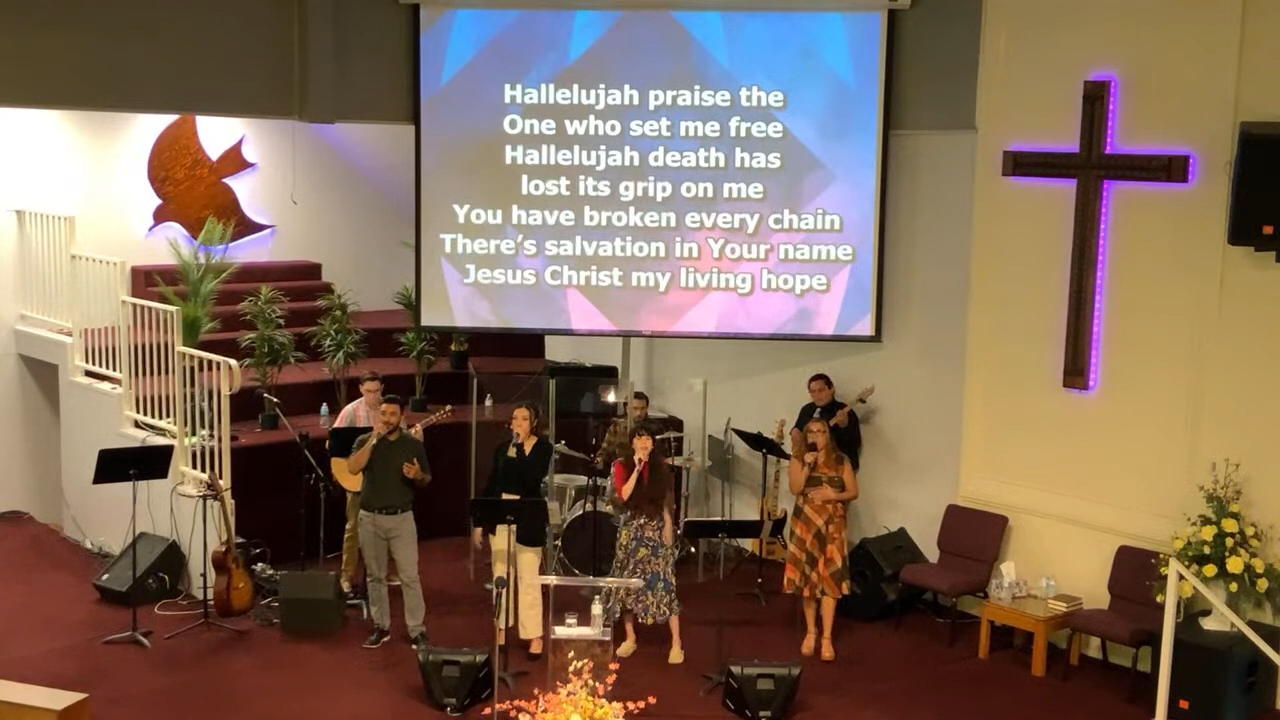 Hallelujah praise the
One who set me free
Hallelujah death has
lost its grip on me
You have broken every chain
There's salvation in Your name
Jesus Christ my living hope